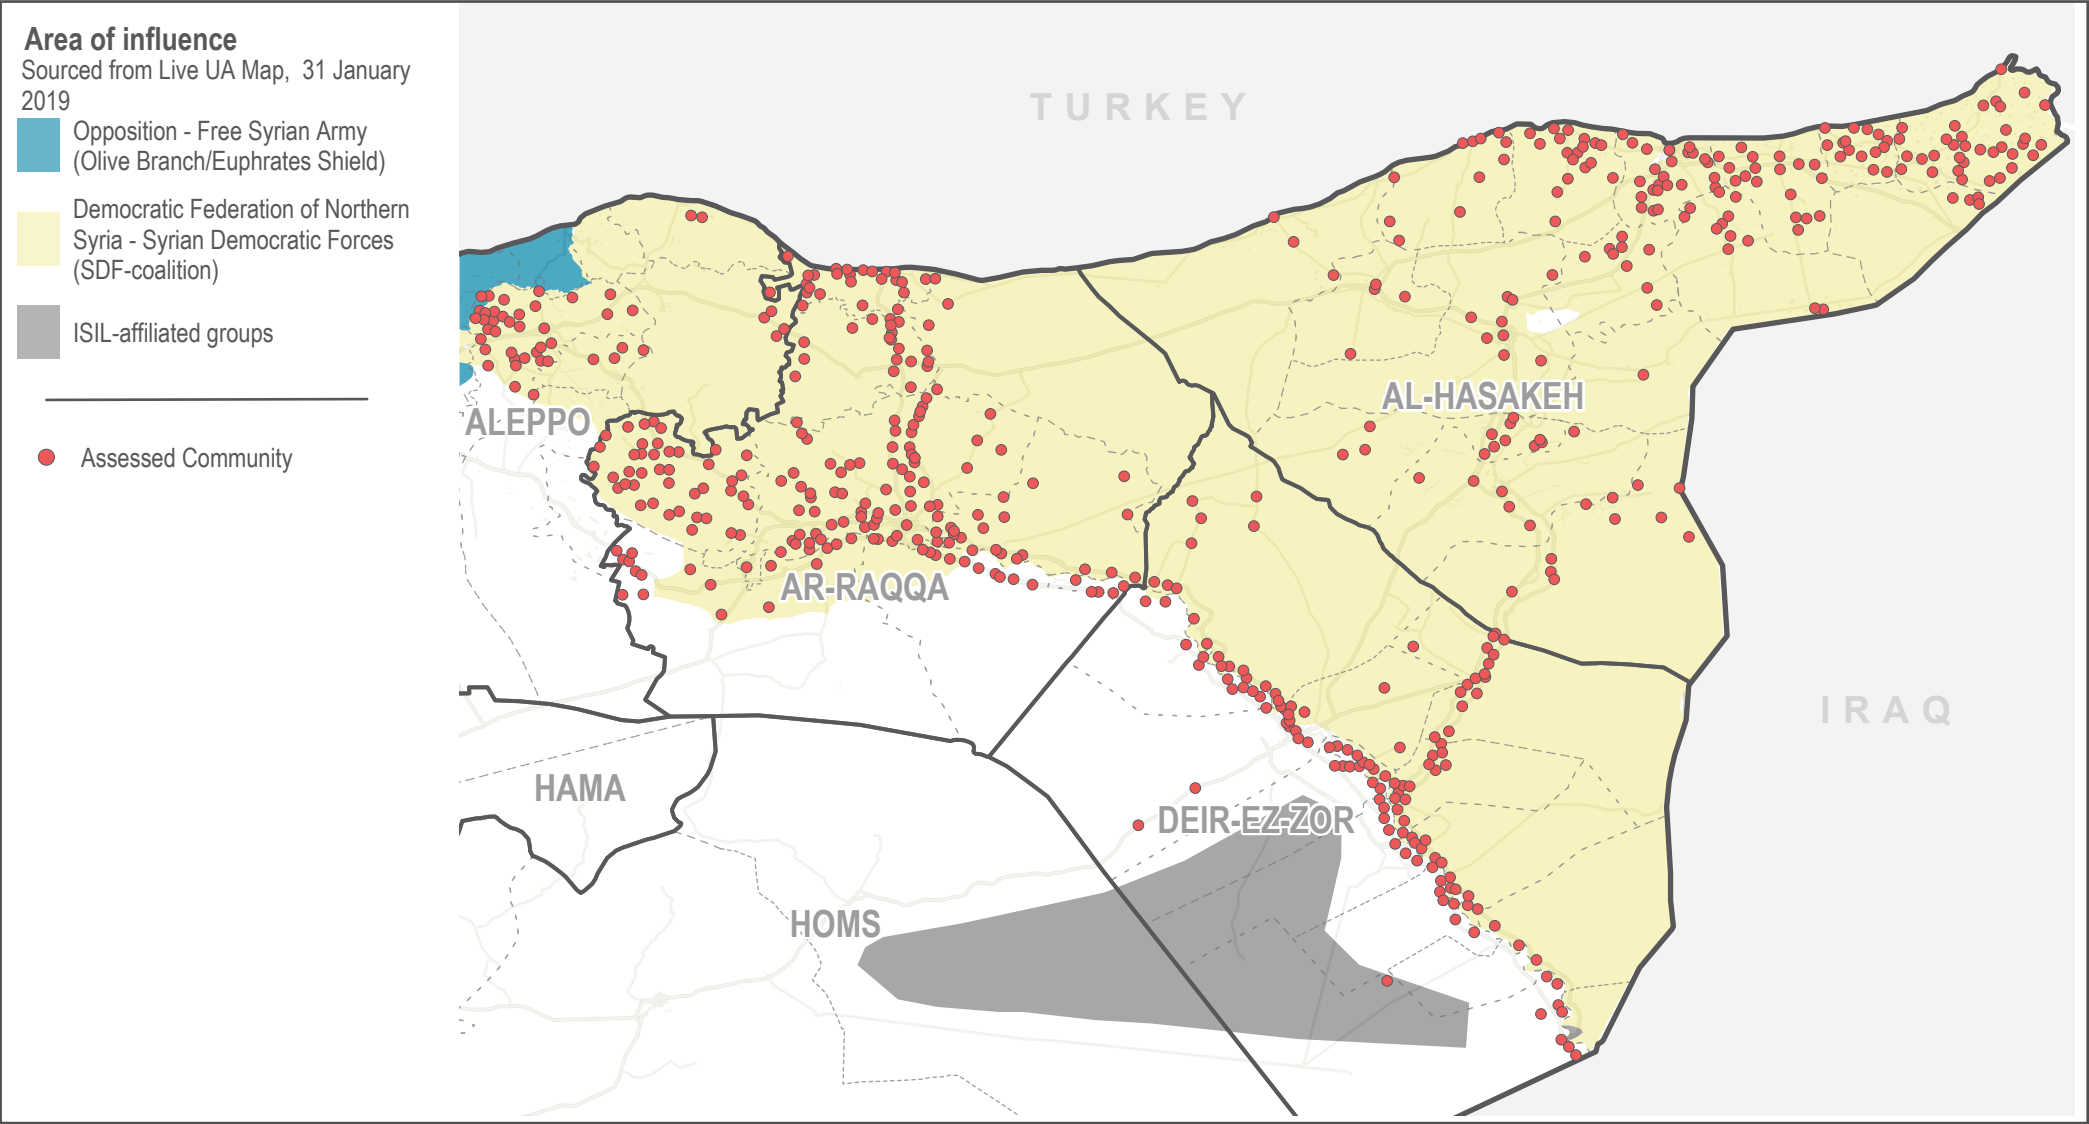 Area of influence
Sourced from Live UA Map, 31 January
2019
Opposition - Free Syrian Army
(Olive Branch/Euphrates Shield)
Democratic Federation of Northern
Syria - Syrian Democratic Forces
(SDF-coalition)
ISIL-affiliated groups
Assessed Community
TURKEY
AL-HASAKEH
ALEPPO
AR-RAQQA
IRAQ
HAMA
DEIR-EZ-ZOR
HOMS